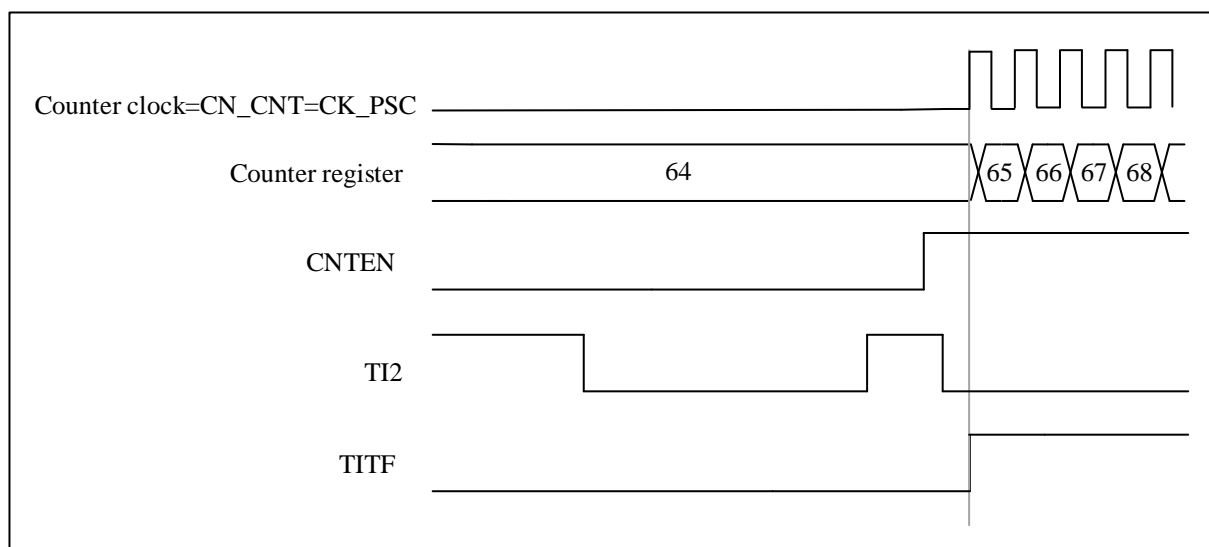 Counter clock=CN_CNT=CK_PSC
Counter register 64 65 66 67 68
CNTEN
TI2
TITF